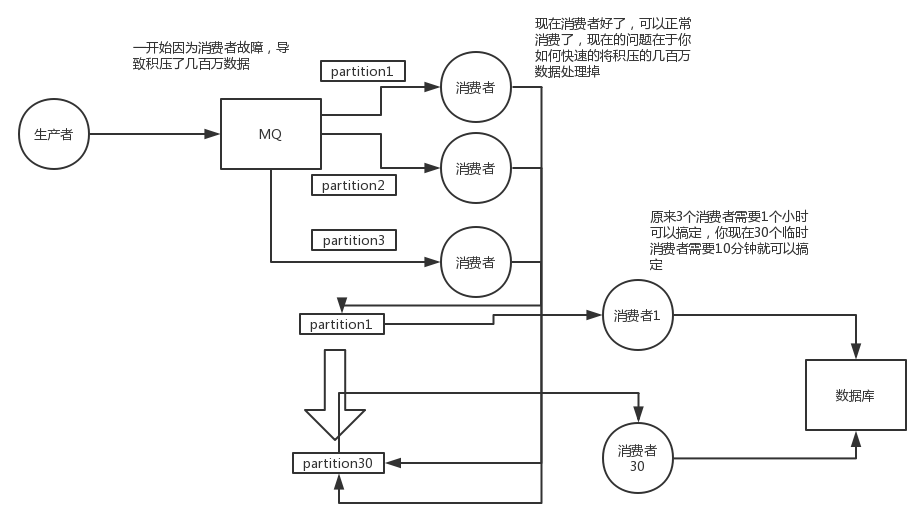 一开始因为消费者故障，导
致积压了几百万数据
现在消费者好了，可以正常
消费了，现在的问题在于你
如何快速的将积压的几百万
数据处理掉
partition1
消费者
生产者
MQ
消费者
partition2
partition3
消费者
原来3个消费者需要1个小时
可以搞定，你现在30个临时
消费者需要10分钟就可以搞
定
partition1
消费者1
数据库
partition30
消费者
30